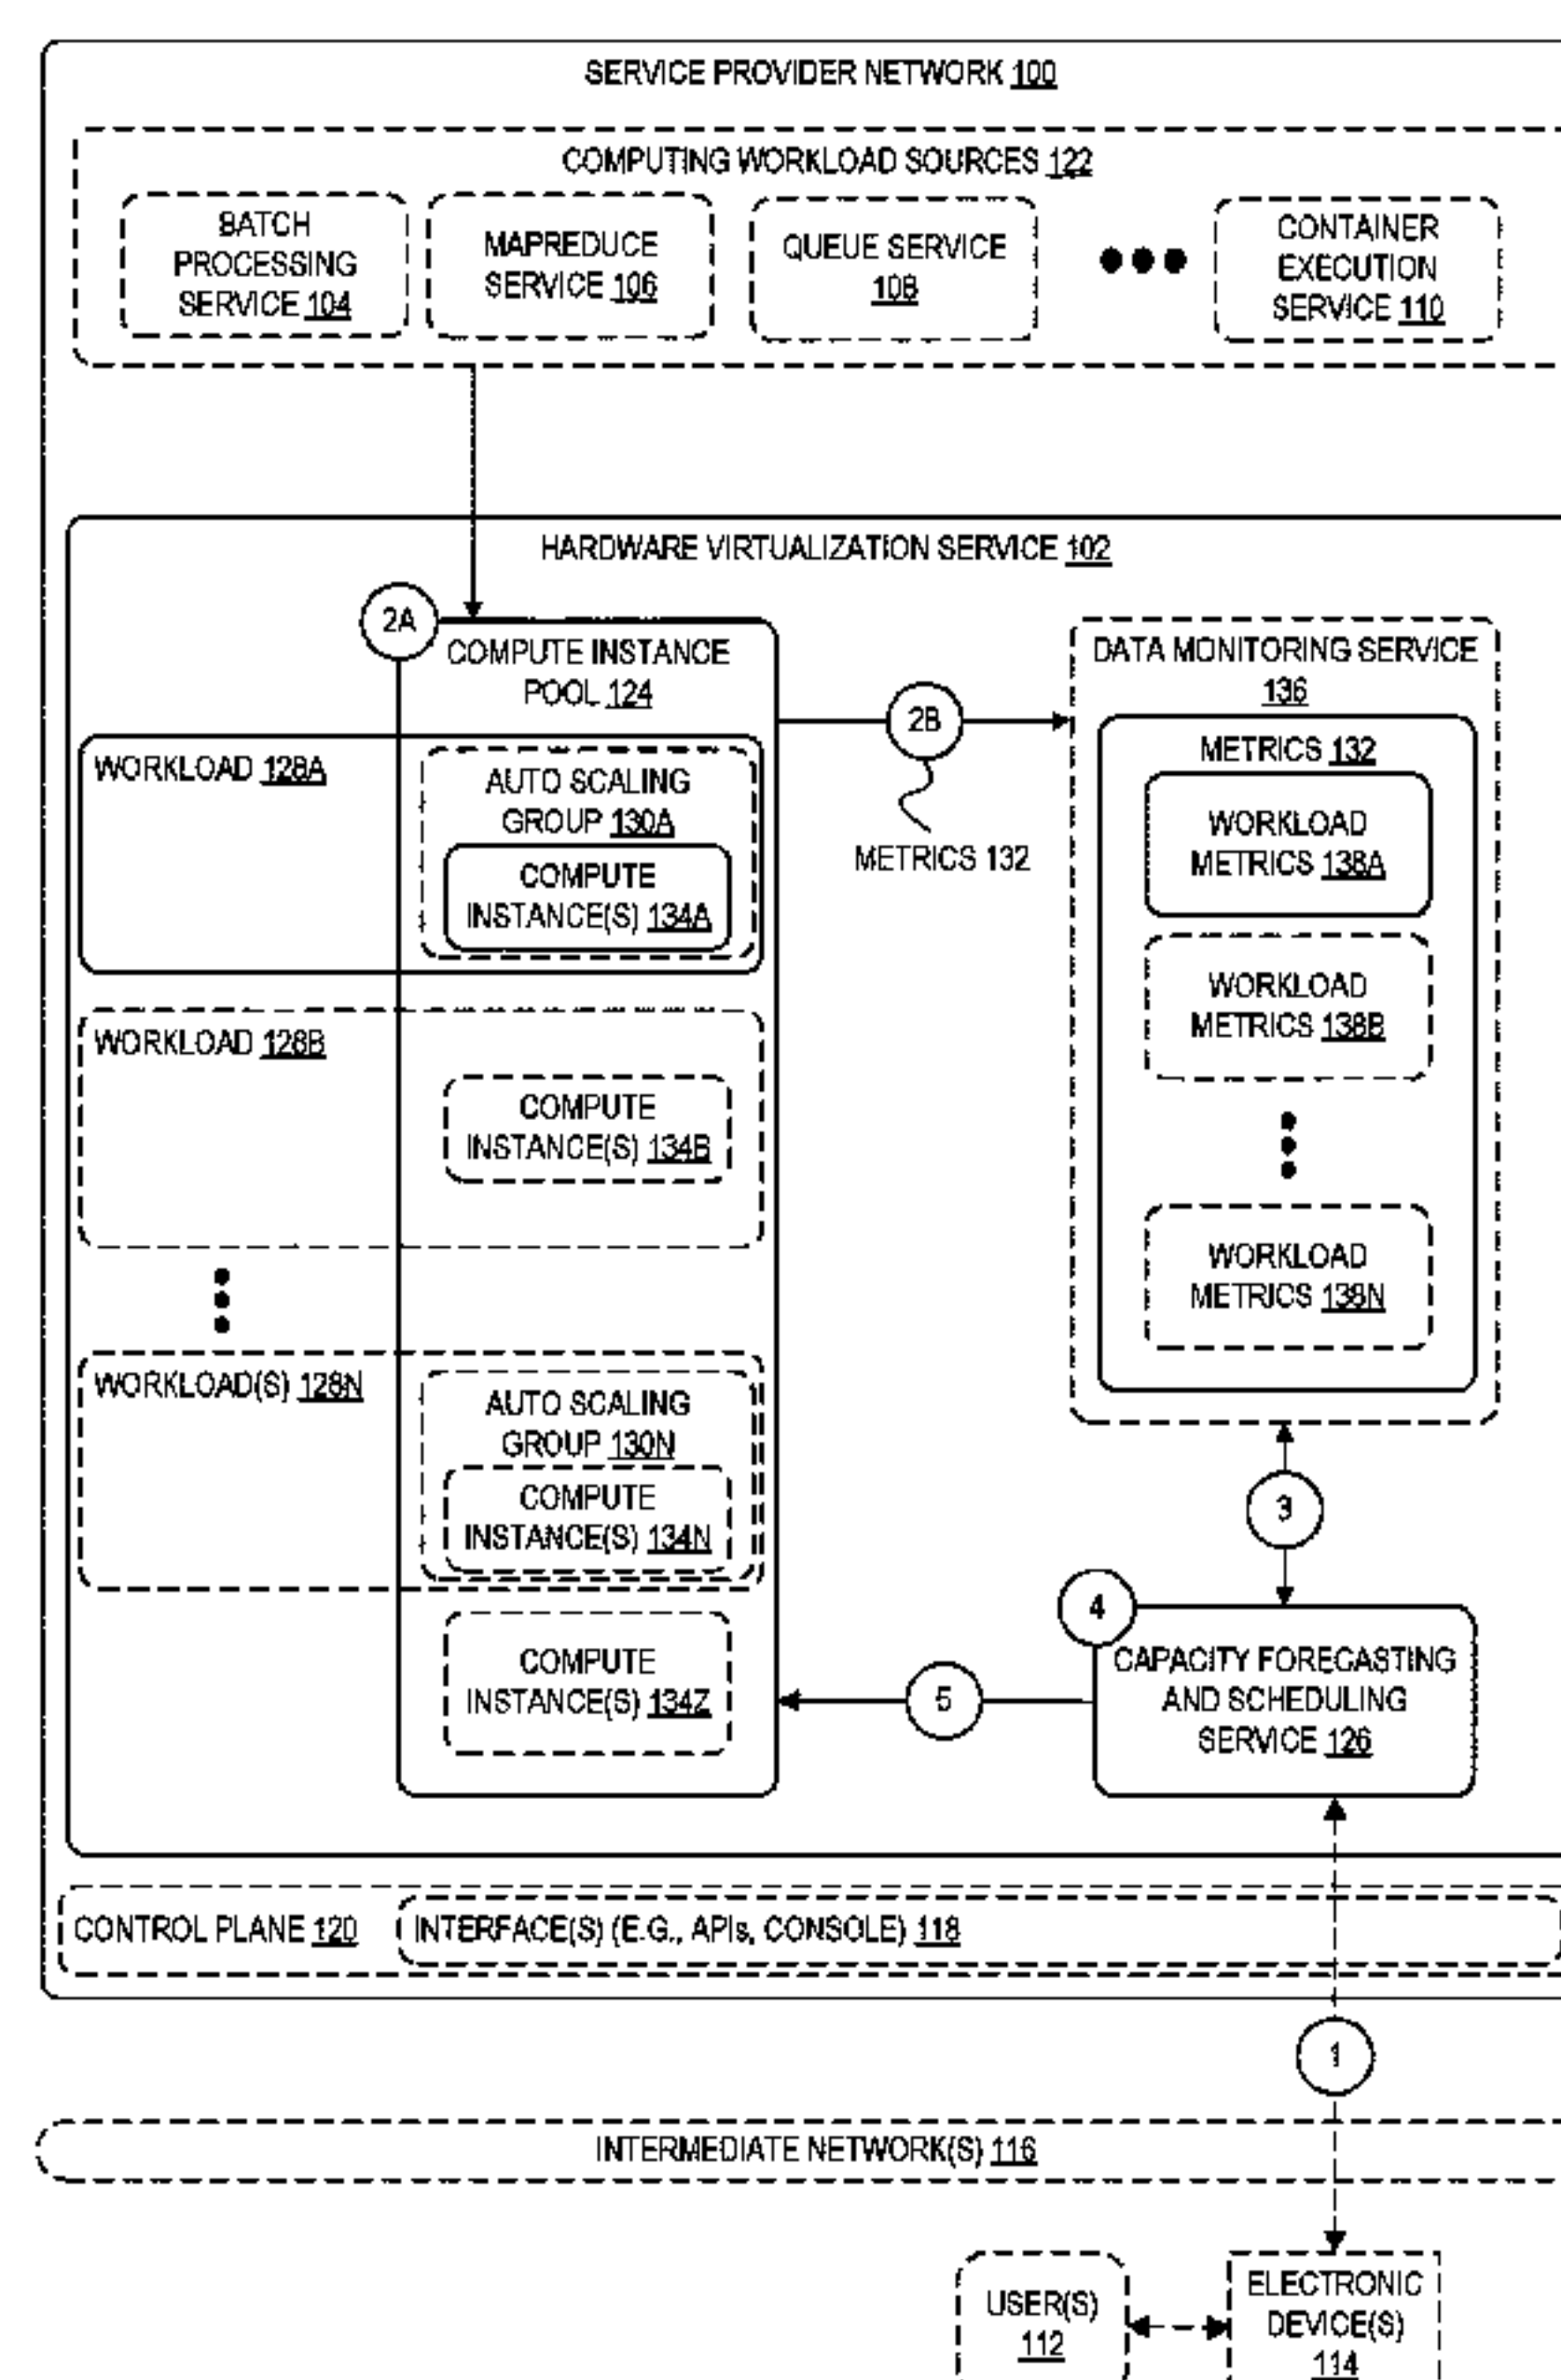 SERVICE PROVIDER NETWORK 100
COMPUTING WORKLOAD SOURCES 122
BATCH
PROCESSING
SERVICE 104
MAPREDUCE
SERVICE 106
QUEUE SERVICE
108
CONTAINER
EXECUTION
SERVICE 110
HARDWARE VIRTUALIZATION SERVICE 102
2A
COMPUTE INSTANCE
POOL 124
WORKLOAD 128A
AUTO SCALING
GROUP 130A
COMPUTE
INSTANCE(S) 134A
WORKLOAD 128B
COMPUTE
INSTANCE(S) 134B
WORKLOAD(S) 128N
AUTO SCALING
GROUP 130N
COMPUTE
INSTANCE(S) 134N
COMPUTE
INSTANCE(S) 134Z
2B
METRICS 132
DATA MONITORING SERVICE
136
METRICS 132
WORKLOAD
METRICS 138A
WORKLOAD
METRICS 138B
WORKLOAD
METRICS 138N
3
4
CAPACITY FORECASTING
AND SCHEDULING
SERVICE 126
5
CONTROL PLANE 120
INTERFACE(S) (E.G., APIs, CONSOLE) 118
1
INTERMEDIATE NETWORK(S) 116
USER(S)
112
ELECTRONIC
DEVICE(S)
114